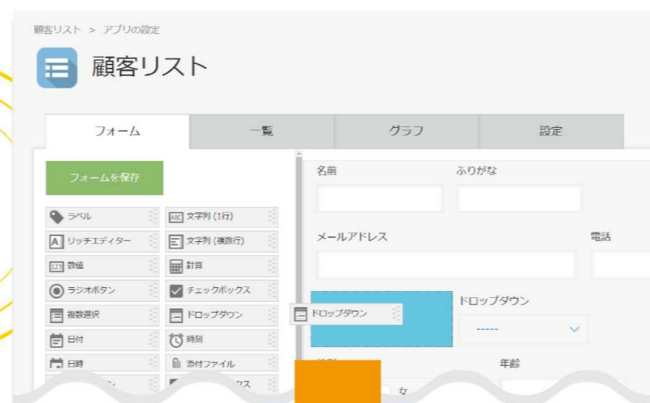 顧客リスト > アプリの設定
顧客リスト
フォーム 一覧 グラフ 設定
フォームを保存
名前 ふりがな
ラベル ABC 文字列 (1行)
A リッチエディター 文字列 (複数行)
メールアドレス 電話
123 数値 計算
ラジオボタン チェックボックス
ドロップダウン
複数選択 ドロップダウン ドロップダウン
-----
日付 時刻
日時 添付ファイル
年齢
女